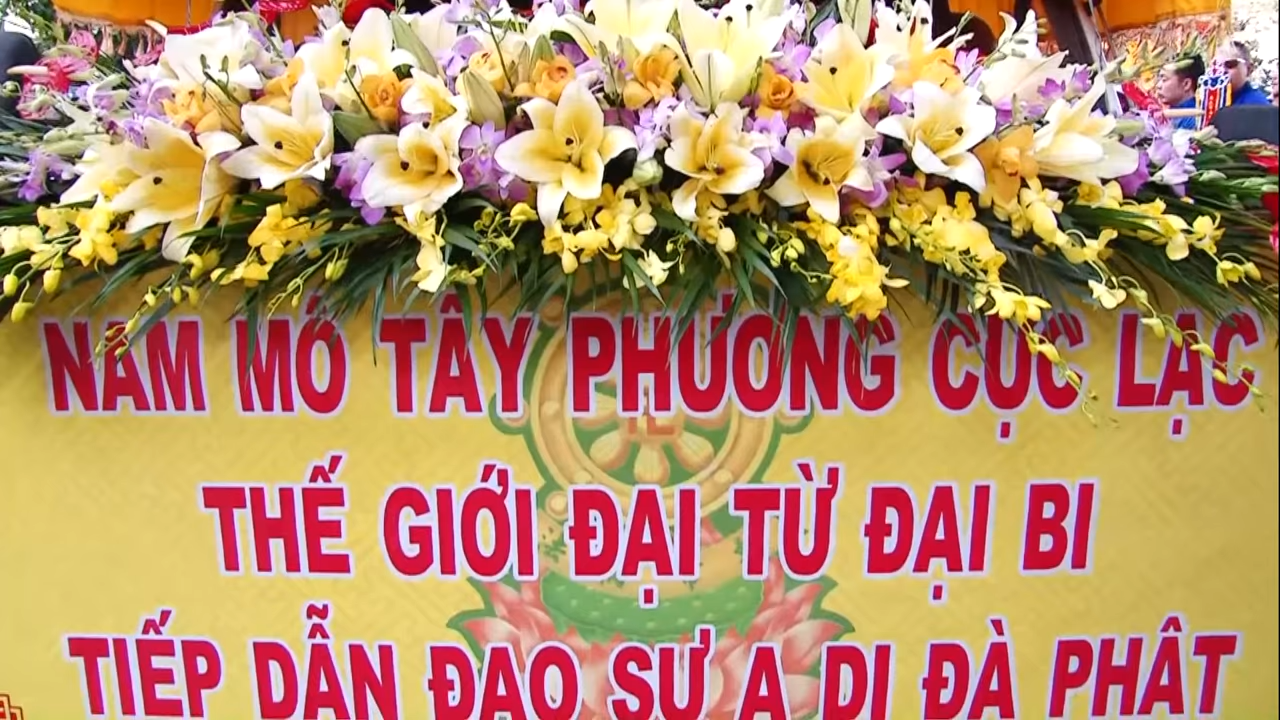 NAM MÔ TÂY PHƯƠNG CỰC LẠC
THẾ GIỚI ĐẠI TỪ ĐẠI BI
TIẾP DẪN ĐẠO SƯ A DI ĐÀ PHẬT